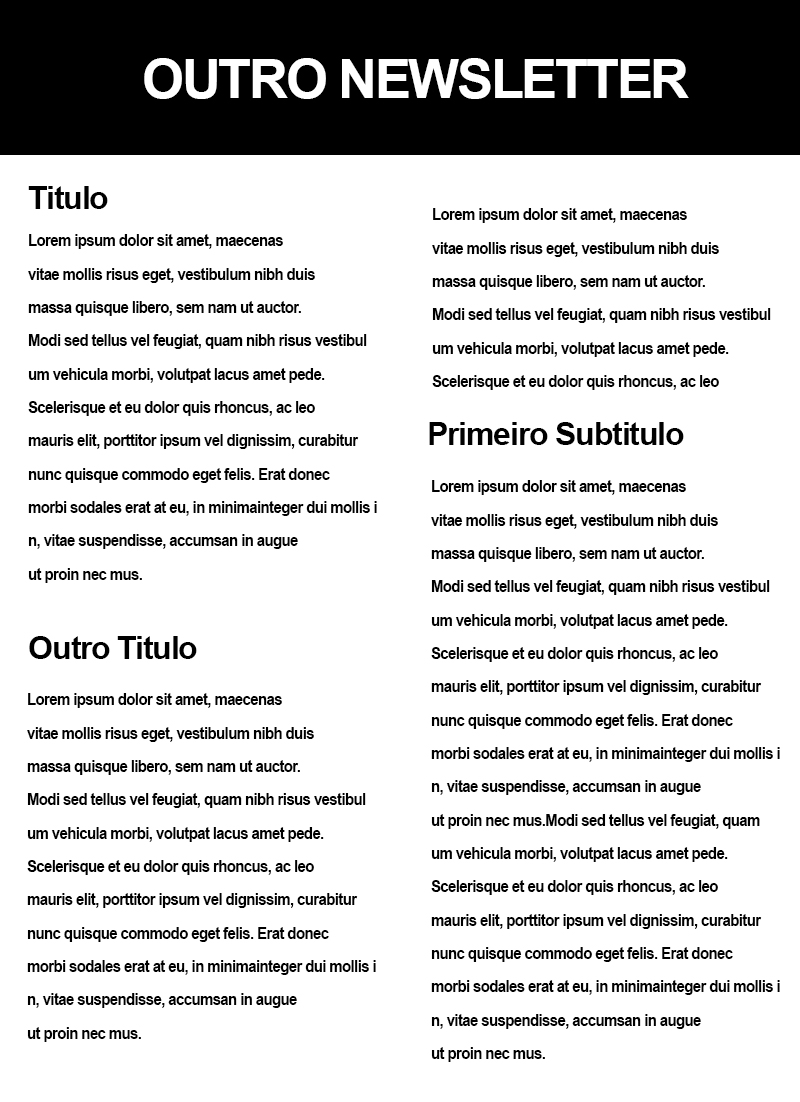 OUTRO NEWSLETTER
Titulo
Lorem ipsum dolor sit amet, maecenas
vitae mollis risus eget, vestibulum nibh duis
massa quisque libero, sem nam ut auctor.
Modi sed tellus vel feugiat, quam nibh risus vestibul
um vehicula morbi, volutpat lacus amet pede.
Scelerisque et eu dolor quis rhoncus, ac leo
mauris elit, porttitor ipsum vel dignissim, curabitur
nunc quisque commodo eget felis. Erat donec
morbi sodales erat at eu, in minimainteger dui mollis i
n, vitae suspendisse, accumsan in augue
ut proin nec mus.
Outro Titulo
Lorem ipsum dolor sit amet, maecenas
vitae mollis risus eget, vestibulum nibh duis
massa quisque libero, sem nam ut auctor.
Modi sed tellus vel feugiat, quam nibh risus vestibul
um vehicula morbi, volutpat lacus amet pede.
Scelerisque et eu dolor quis rhoncus, ac leo
mauris elit, porttitor ipsum vel dignissim, curabitur
nunc quisque commodo eget felis. Erat donec
morbi sodales erat at eu, in minimainteger dui mollis i
n, vitae suspendisse, accumsan in augue
ut proin nec mus.
Lorem ipsum dolor sit amet, maecenas
vitae mollis risus eget, vestibulum nibh duis
massa quisque libero, sem nam ut auctor.
Modi sed tellus vel feugiat, quam nibh risus vestibul
um vehicula morbi, volutpat lacus amet pede.
Scelerisque et eu dolor quis rhoncus, ac leo
Primeiro Subtitulo
Lorem ipsum dolor sit amet, maecenas
vitae mollis risus eget, vestibulum nibh duis
massa quisque libero, sem nam ut auctor.
Modi sed tellus vel feugiat, quam nibh risus vestibul
um vehicula morbi, volutpat lacus amet pede.
Scelerisque et eu dolor quis rhoncus, ac leo
mauris elit, porttitor ipsum vel dignissim, curabitur
nunc quisque commodo eget felis. Erat donec
morbi sodales erat at eu, in minimainteger dui mollis i
n, vitae suspendisse, accumsan in augue
ut proin nec mus.Modi sed tellus vel feugiat, quam
um vehicula morbi, volutpat lacus amet pede.
Scelerisque et eu dolor quis rhoncus, ac leo
mauris elit, porttitor ipsum vel dignissim, curabitur
nunc quisque commodo eget felis. Erat donec
morbi sodales erat at eu, in minimainteger dui mollis i
n, vitae suspendisse, accumsan in augue
ut proin nec mus.